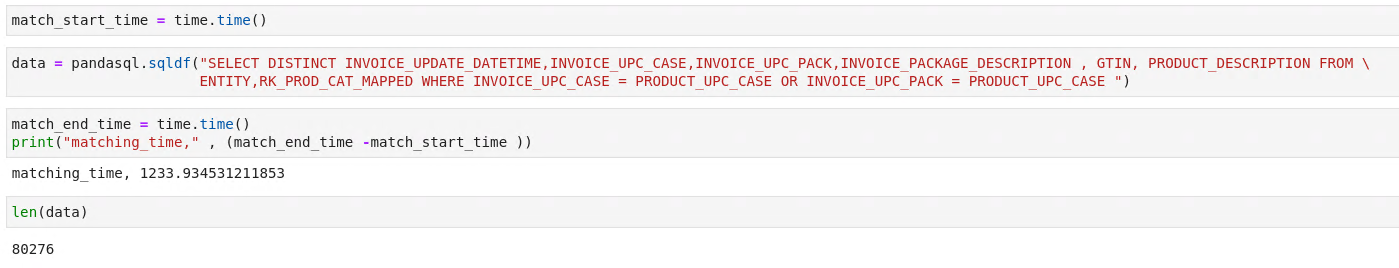 match_start_time = time.time()
data = pandasql.sqldf("SELECT DISTINCT INVOICE_UPDATE_DATETIME,INVOICE_UPC_CASE,INVOICE_UPC_PACK,INVOICE_PACKAGE_DESCRIPTION , GTIN, PRODUCT_DESCRIPTION FROM \
ENTITY,RK_PROD_CAT_MAPPED WHERE INVOICE_UPC_CASE = PRODUCT_UPC_CASE OR INVOICE_UPC_PACK = PRODUCT_UPC_CASE ")
match_end_time = time.time()
print("matching_time," , (match_end_time -match_start_time ))
matching_time, 1233.934531211853
len(data)
80276